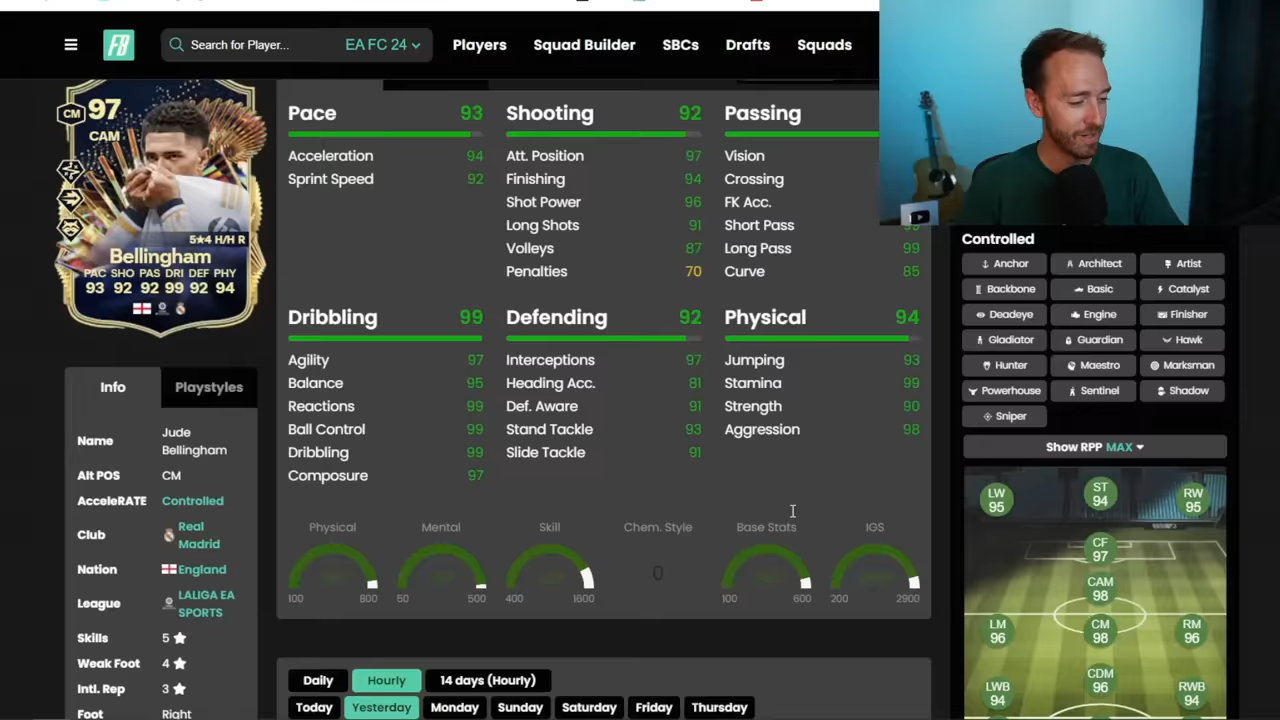 FB
Search for Player...
EA FC 24
Players
Squad Builder
SBCs
Drafts
Squads
CM 97
CAM
5★4 H/H R
Bellingham
PAC SHO PAS DRI DEF PHY
93 92 92 99 92 94
Info
Playstyles
Name Jude Bellingham
Alt POS CM
AcceleRATE Controlled
Club Real Madrid
Nation England
League LALIGA EA SPORTS
Skills 5 ★
Weak Foot 4 ★
Intl. Rep 3 ★
Foot Right
Pace 93
Acceleration 94
Sprint Speed 92
Shooting 92
Att. Position 97
Finishing 94
Shot Power 96
Long Shots 91
Volleys 87
Penalties 70
Passing
Vision
Crossing
FK Acc.
Short Pass 99
Long Pass 99
Curve 85
Dribbling 99
Agility 97
Balance 95
Reactions 99
Ball Control 99
Dribbling 99
Composure 97
Defending 92
Interceptions 97
Heading Acc. 81
Def. Aware 91
Stand Tackle 93
Slide Tackle 91
Physical 94
Jumping 93
Stamina 99
Strength 90
Aggression 98
Physical
100 800
Mental
50 500
Skill
400 1600
Chem. Style
0
Base Stats
100 600
IGS
200 2900
Daily
Hourly
14 days (Hourly)
Today
Yesterday
Monday
Sunday
Saturday
Friday
Thursday
Controlled
Anchor
Architect
Artist
Backbone
Basic
Catalyst
Deadeye
Engine
Finisher
Gladiator
Guardian
Hawk
Hunter
Maestro
Marksman
Powerhouse
Sentinel
Shadow
Sniper
Show RPP MAX
LW 95
ST 94
RW 95
CF 97
CAM 98
LM 96
CM 98
RM 96
CDM 96
LWB 94
RWB 94